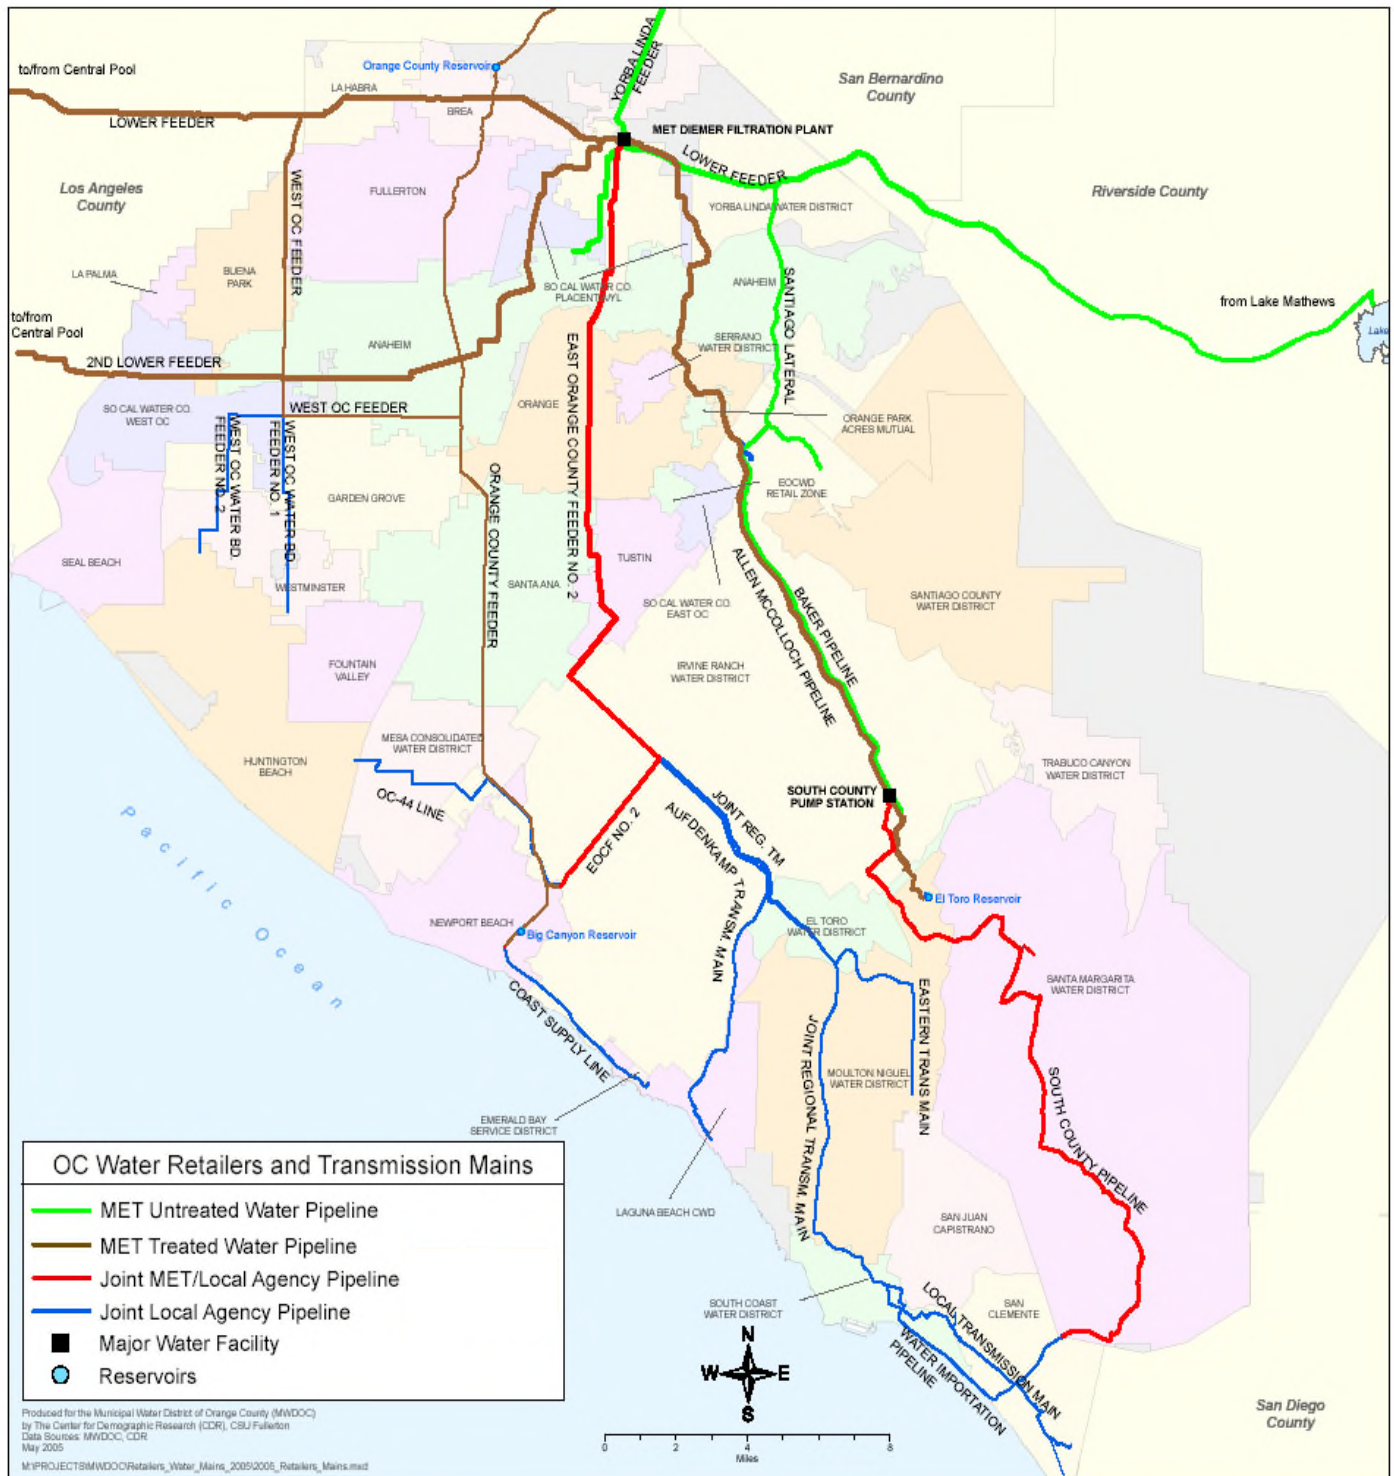 YORBA LINDA
FEEDER
to/from Central Pool
Orange County Reservoir
San Bernardino
County
LA HABRA
BREA
LOWER FEEDER
MET DIEMER FILTRATION PLANT
LOWER FEEDER
Los Angeles
County
FULLERTON
Riverside County
WEST OC FEEDER
YORBA LINDA WATER DISTRICT
LA PALMA
BUENA
PARK
SO CAL WATER CO.
ANAHEIM
SANTIAGO LATERAL
from Lake Mathews
to/from
Central Pool
Lake
ANAHEIM
EAST ORANGE COUNTY FEEDER NO. 2
SERRANO
WATER DISTRICT
2ND LOWER FEEDER
SO CAL WATER CO.
WEST OC
WEST OC FEEDER
ORANGE
ORANGE PARK
ACRES MUTUAL
WEST OC WATER BD.
FEEDER NO. 2
WEST OC WATER BD.
FEEDER NO. 1
GARDEN GROVE
ORANGE COUNTY FEEDER
EOCWD
RETAIL ZONE
SEAL BEACH
WESTMINSTER
SANTA ANA
TUSTIN
SO CAL WATER CO.
EAST OC
ALLEN MCCOLLOCH PIPELINE
BAKER PIPELINE
SANTIAGO COUNTY
WATER DISTRICT
FOUNTAIN
VALLEY
IRVINE RANCH
WATER DISTRICT
HUNTINGTON
BEACH
MESA CONSOLIDATED
WATER DISTRICT
TRABUCO CANYON
WATER DISTRICT
OC-44 LINE
SOUTH COUNTY
PUMP STATION
JOINT REG. TM
AUFDENKAMP TRANSM. MAIN
EOCF NO. 2
Pacific Ocean
NEWPORT BEACH
Big Canyon Reservoir
EL TORO
WATER DISTRICT
El Toro Reservoir
SANTA MARGARITA
WATER DISTRICT
COAST SUPPLY LINE
EASTERN TRANS MAIN
JOINT REGIONAL TRANSM. MAIN
MOULTON NIGUEL
WATER DISTRICT
SOUTH COUNTY PIPELINE
EMERALD BAY
SERVICE DISTRICT
LAGUNA BEACH CWD
SAN JUAN
CAPISTRANO
SOUTH COAST
WATER DISTRICT
SAN
CLEMENTE
LOCAL TRANSMISSION MAIN
WATER IMPORTATION
PIPELINE
San Diego
County
OC Water Retailers and Transmission Mains
MET Untreated Water Pipeline
MET Treated Water Pipeline
Joint MET/Local Agency Pipeline
Joint Local Agency Pipeline
Major Water Facility
Reservoirs
N
W E
S
0 2 4 8
Miles
Produced for the Municipal Water District of Orange County (MWDOC)
by The Center for Demographic Research (CDR), CSU Fullerton
Data Sources: MWDOC, CDR
May 2005
M:\PROJECTS\MWDOC\Retailers_Water_Mains_2005\2005_Retailers_Mains.mxd